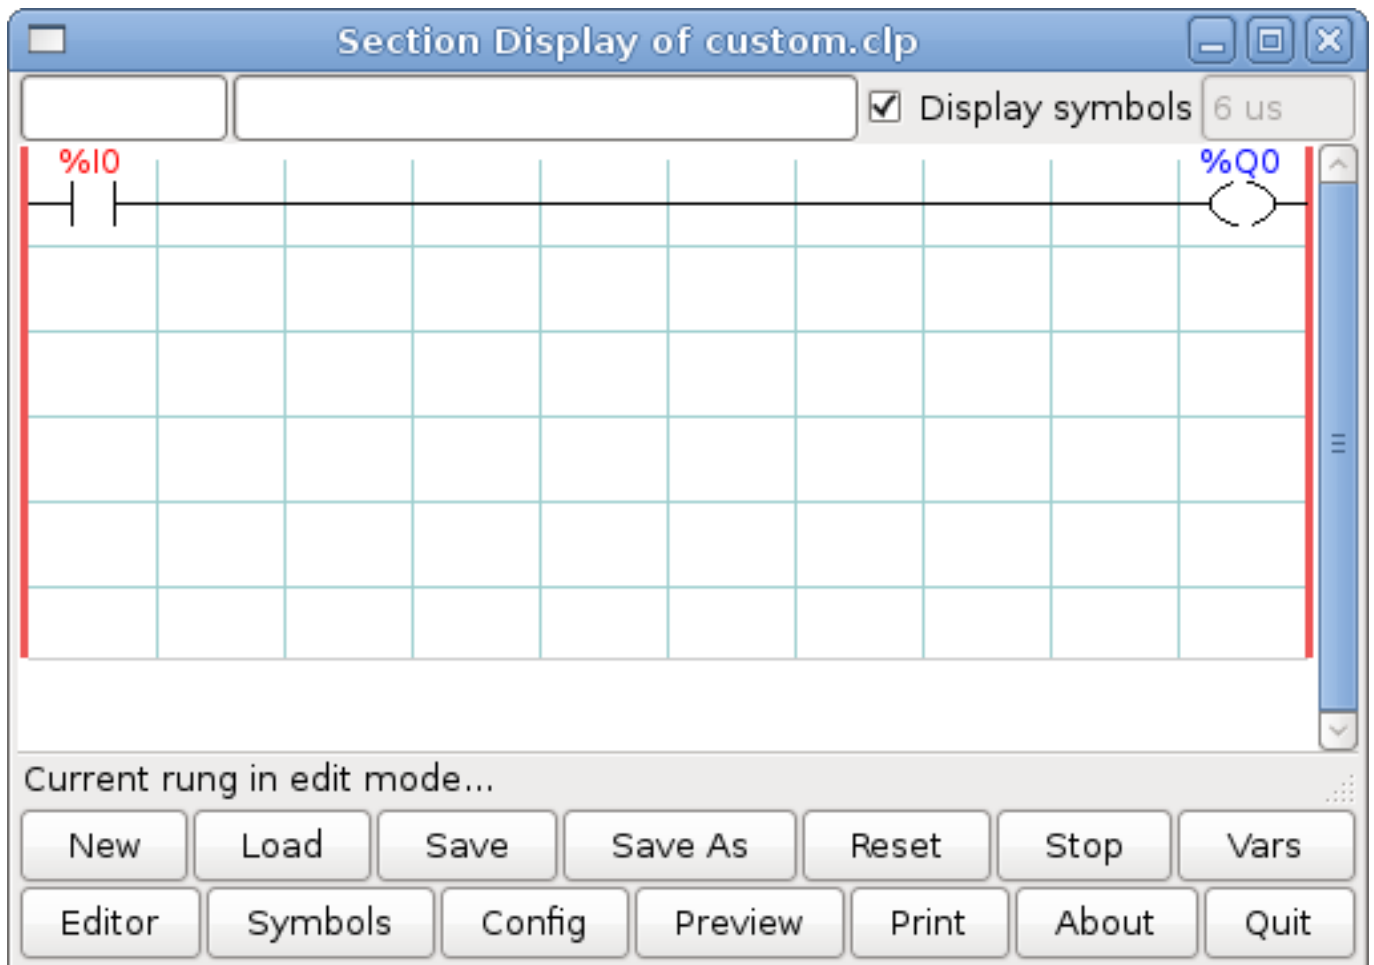 Section Display of custom.clp
Display symbols 6 us
%I0 %Q0
Current rung in edit mode...
New Load Save Save As Reset Stop Vars
Editor Symbols Config Preview Print About Quit